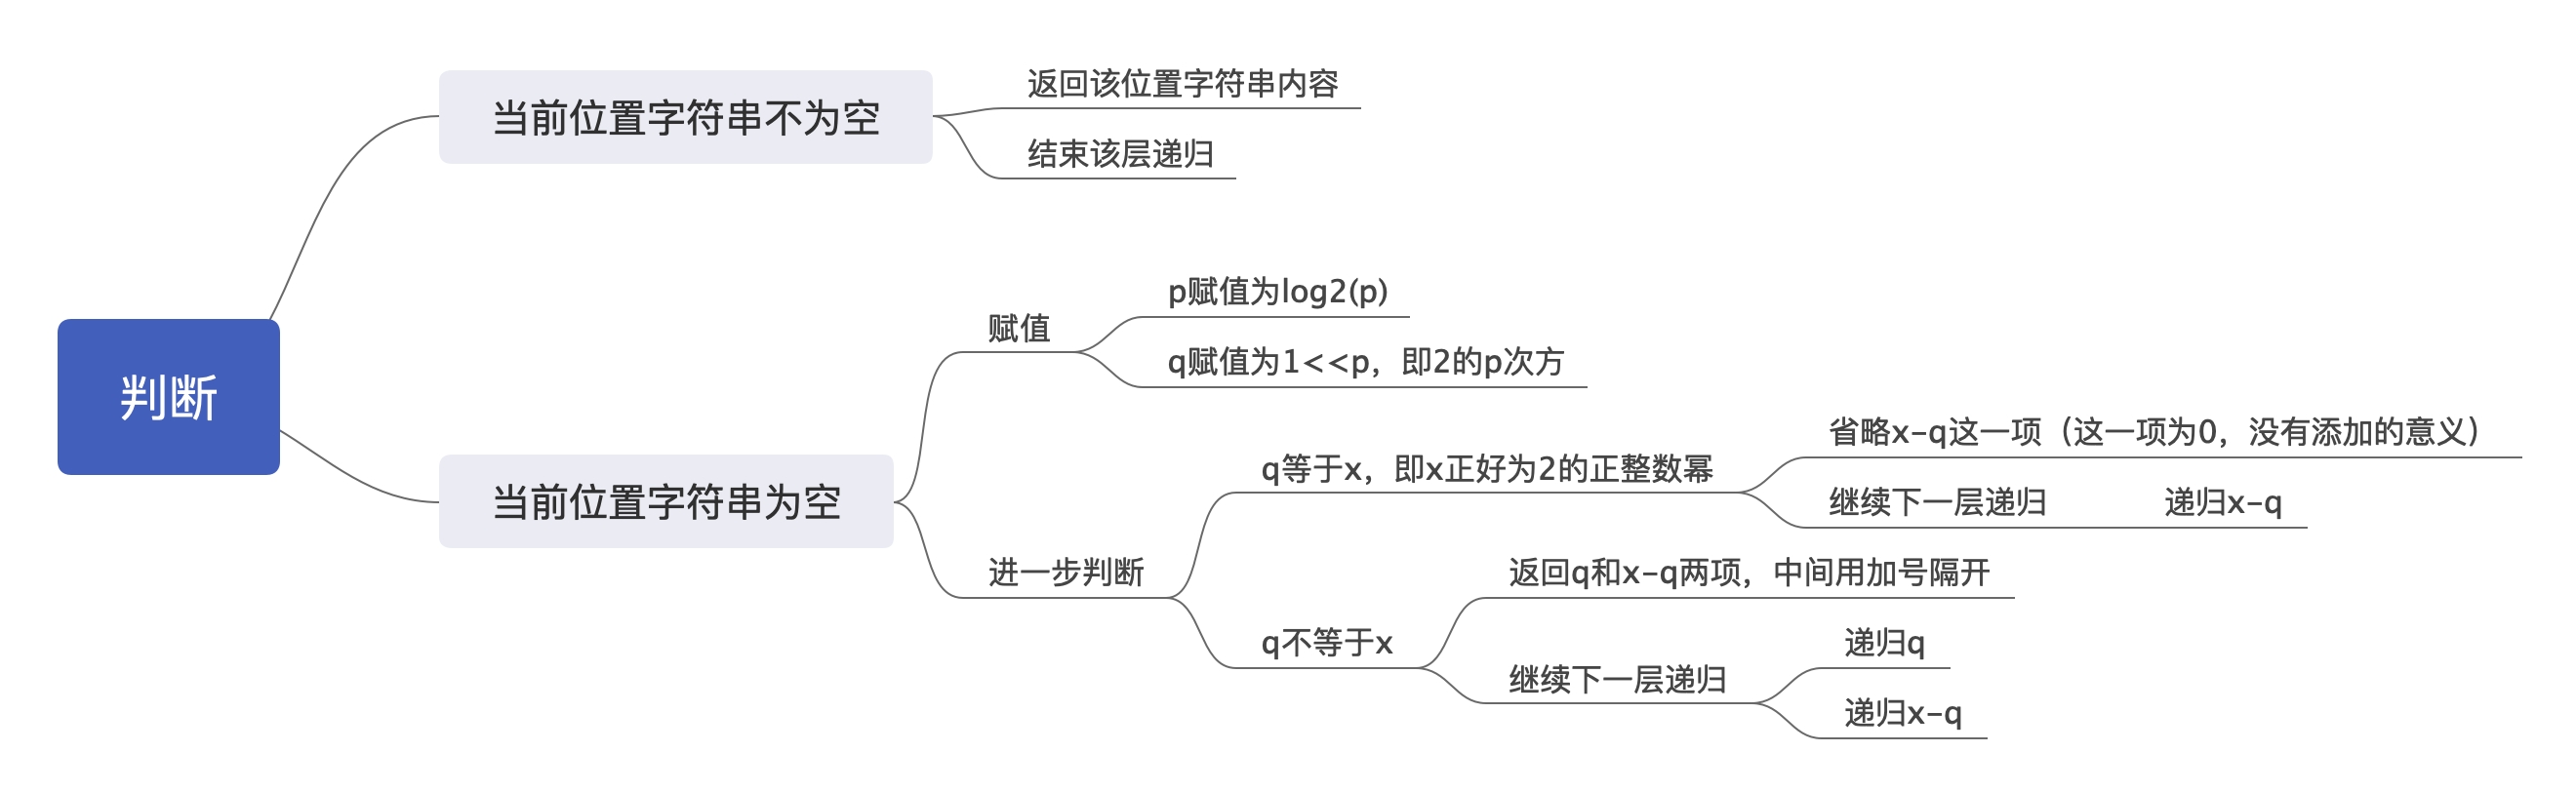 判断
当前位置字符串不为空
返回该位置字符串内容
结束该层递归
当前位置字符串为空
赋值
p赋值为log2(p)
q赋值为1<<p，即2的p次方
进一步判断
q等于x，即x正好为2的正整数幂
省略x-q这一项（这一项为0，没有添加的意义）
继续下一层递归
递归x-q
q不等于x
返回q和x-q两项，中间用加号隔开
继续下一层递归
递归q
递归x-q